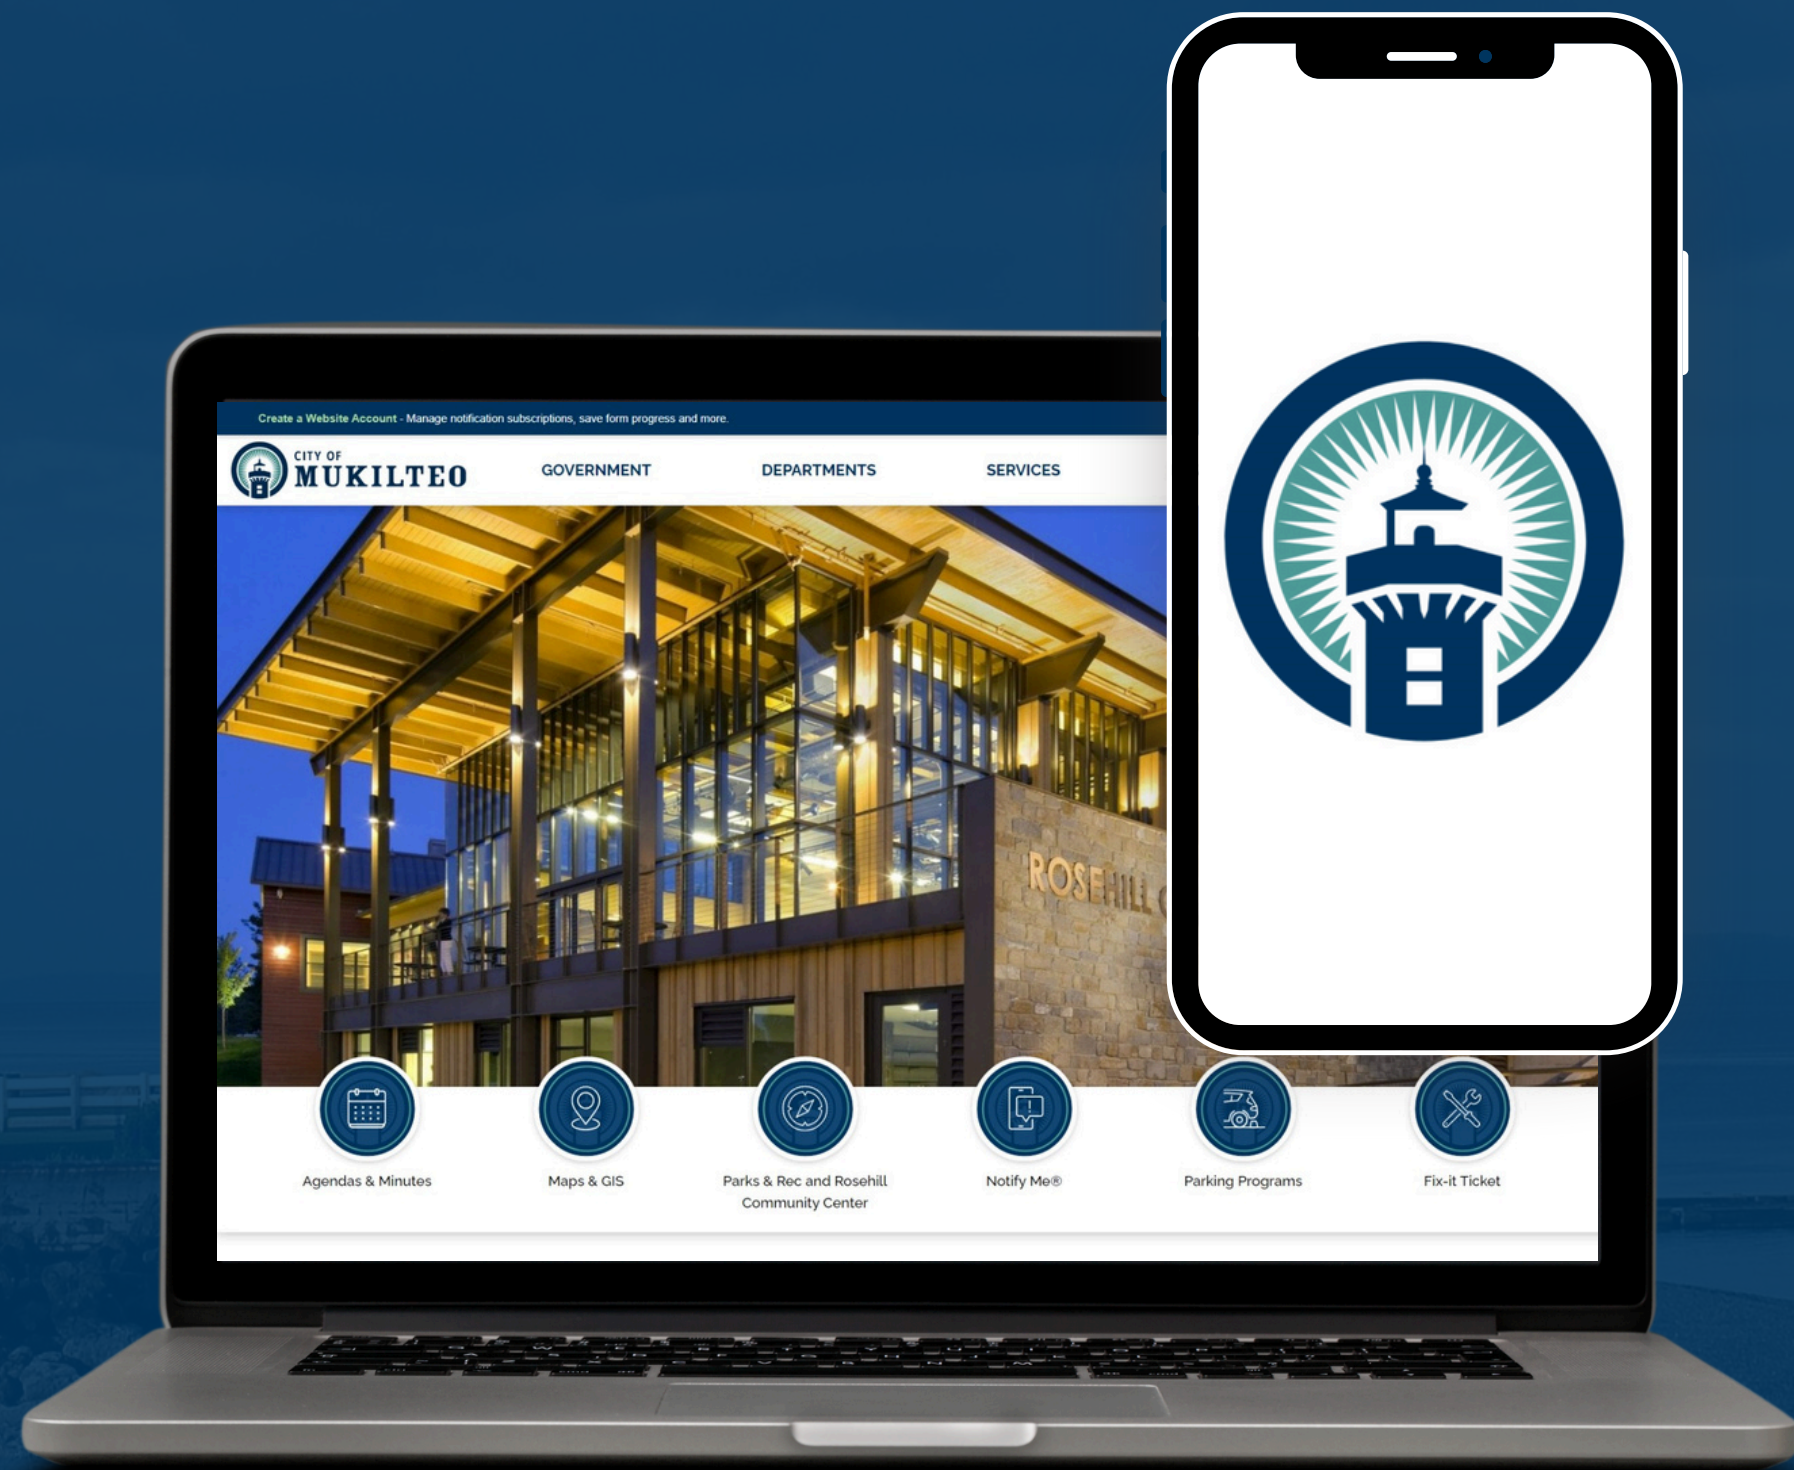 Create a Website Account - Manage notification subscriptions, save form progress and more.
CITY OF
MUKILTEO
GOVERNMENT
DEPARTMENTS
SERVICES
ROSEHILL
Agendas & Minutes
Maps & GIS
Parks & Rec and Rosehill
Community Center
Notify Me®
Parking Programs
Fix-it Ticket